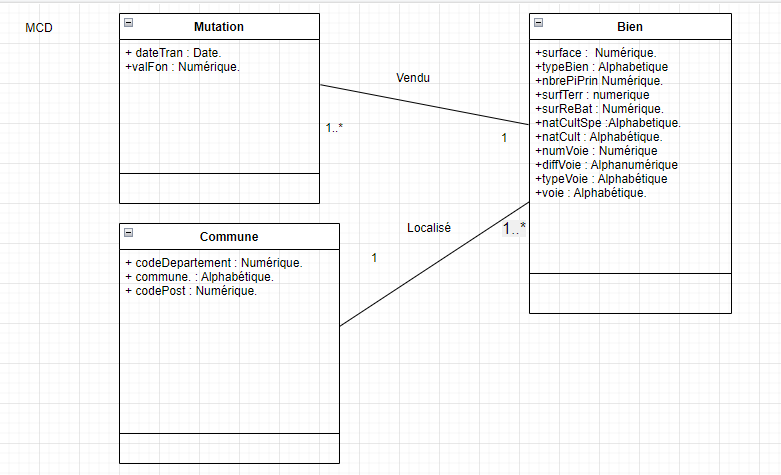 MCD
Mutation
+ dateTran : Date.
+valFon : Numérique.
Vendu
1..*
1
Bien
+surface :  Numérique.
+typeBien : Alphabetique
+nbrePiPrin Numérique.
+surfTerr : numerique
+surReBat : Numérique.
+natCultSpe :Alphabetique.
+natCult : Alphabétique.
+numVoie : Numérique
+diffVoie : Alphanumérique
+typeVoie : Alphabétique
+voie : Alphabétique.
Localisé
1..*
1
Commune
+ codeDepartement : Numérique.
+ commune. : Alphabétique.
+ codePost : Numérique.